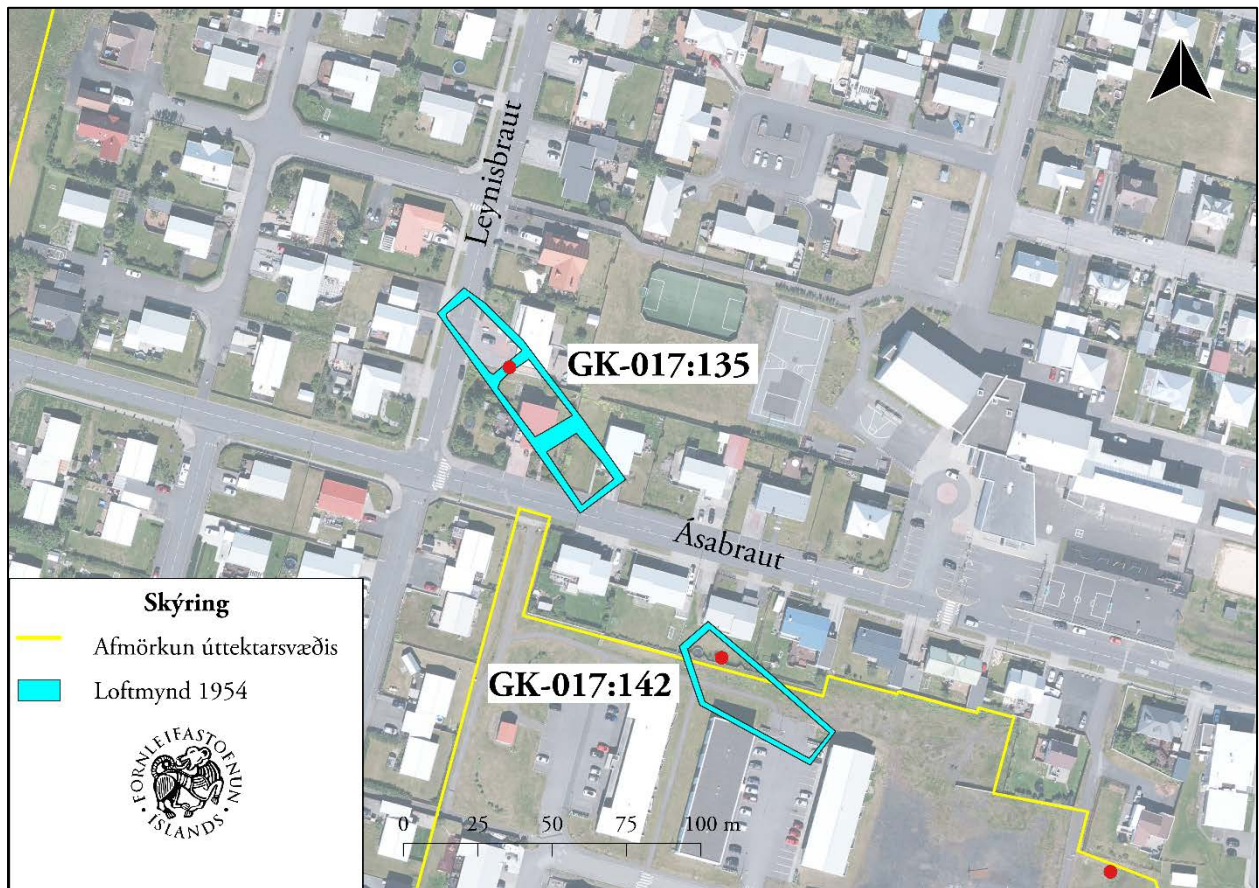 Leynisbraut
GK-017:135
Ásabraut
GK-017:142
Skýring
Afmörkun úttektarsvæðis
Loftmynd 1954
· FORNLEIFASTOFNUN · ÍSLANDS
0 25 50 75 100 m